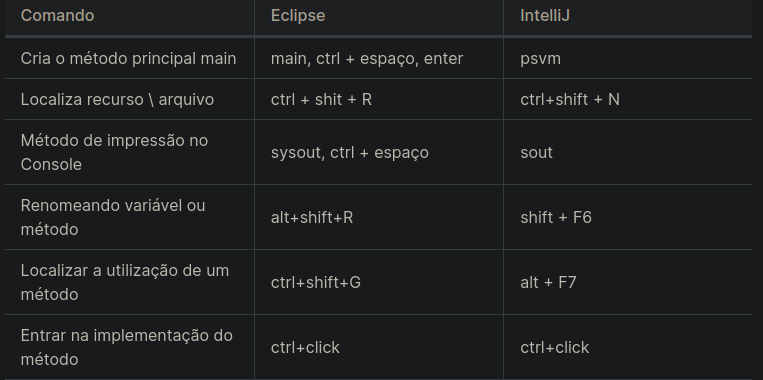 Comando Eclipse IntelliJ
Cria o método principal main main, ctrl + espaço, enter psvm
Localiza recurso \ arquivo ctrl + shit + R ctrl+shift + N
Método de impressão no
Console sysout, ctrl + espaço sout
Renomeando variável ou
método alt+shift+R shift + F6
Localizar a utilização de um
método ctrl+shift+G alt + F7
Entrar na implementação do
método ctrl+click ctrl+click